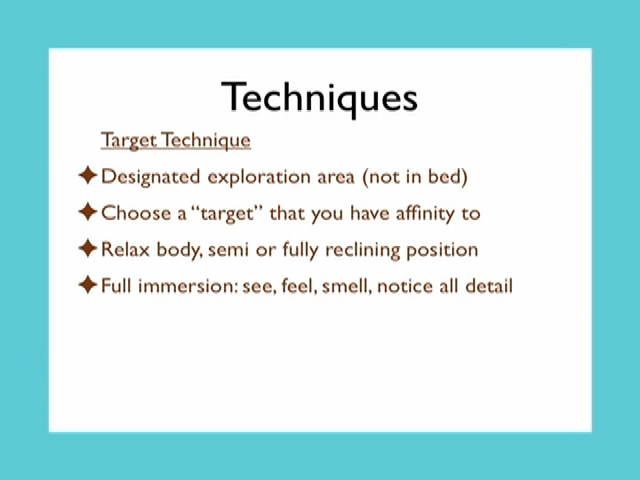 Techniques
Target Technique
Designated exploration area (not in bed)
Choose a “target” that you have affinity to
Relax body, semi or fully reclining position
Full immersion: see, feel, smell, notice all detail